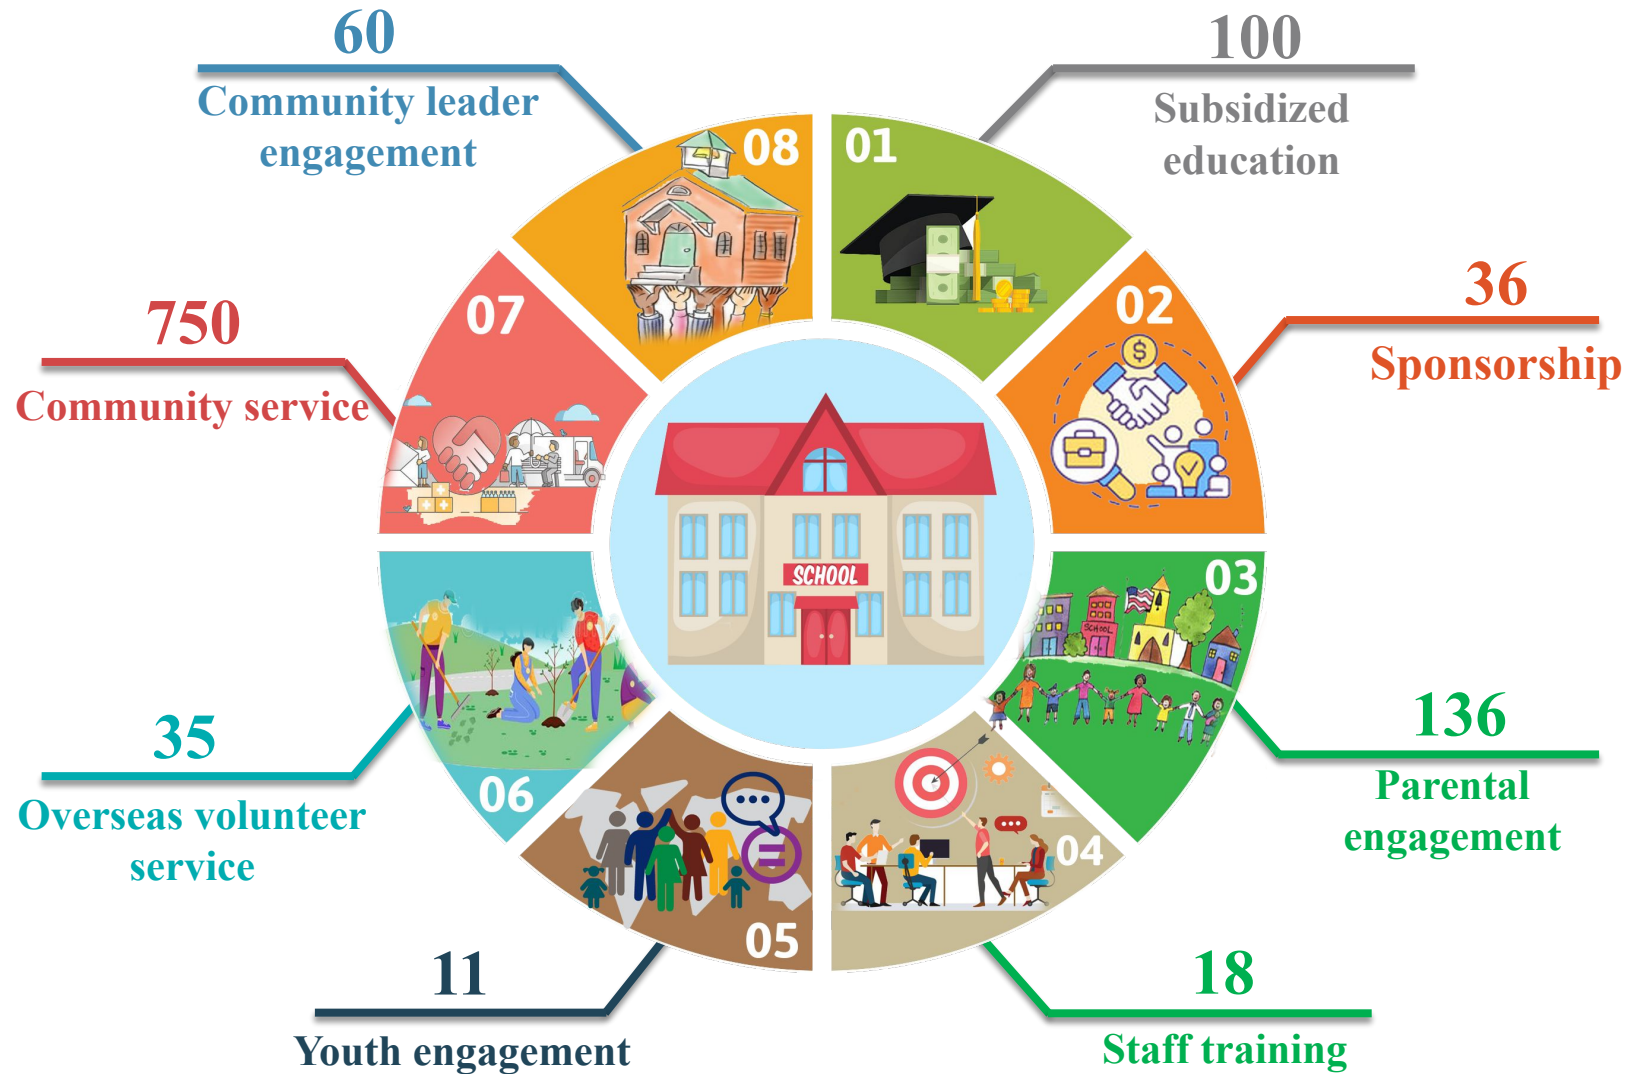 60
Community leader
engagement
100
Subsidized
education
08
01
36
Sponsorship
02
750
Community service
07
SCHOOL
03
SCHOOL
136
Parental
engagement
35
Overseas volunteer
service
06
04
05
11
Youth engagement
18
Staff training